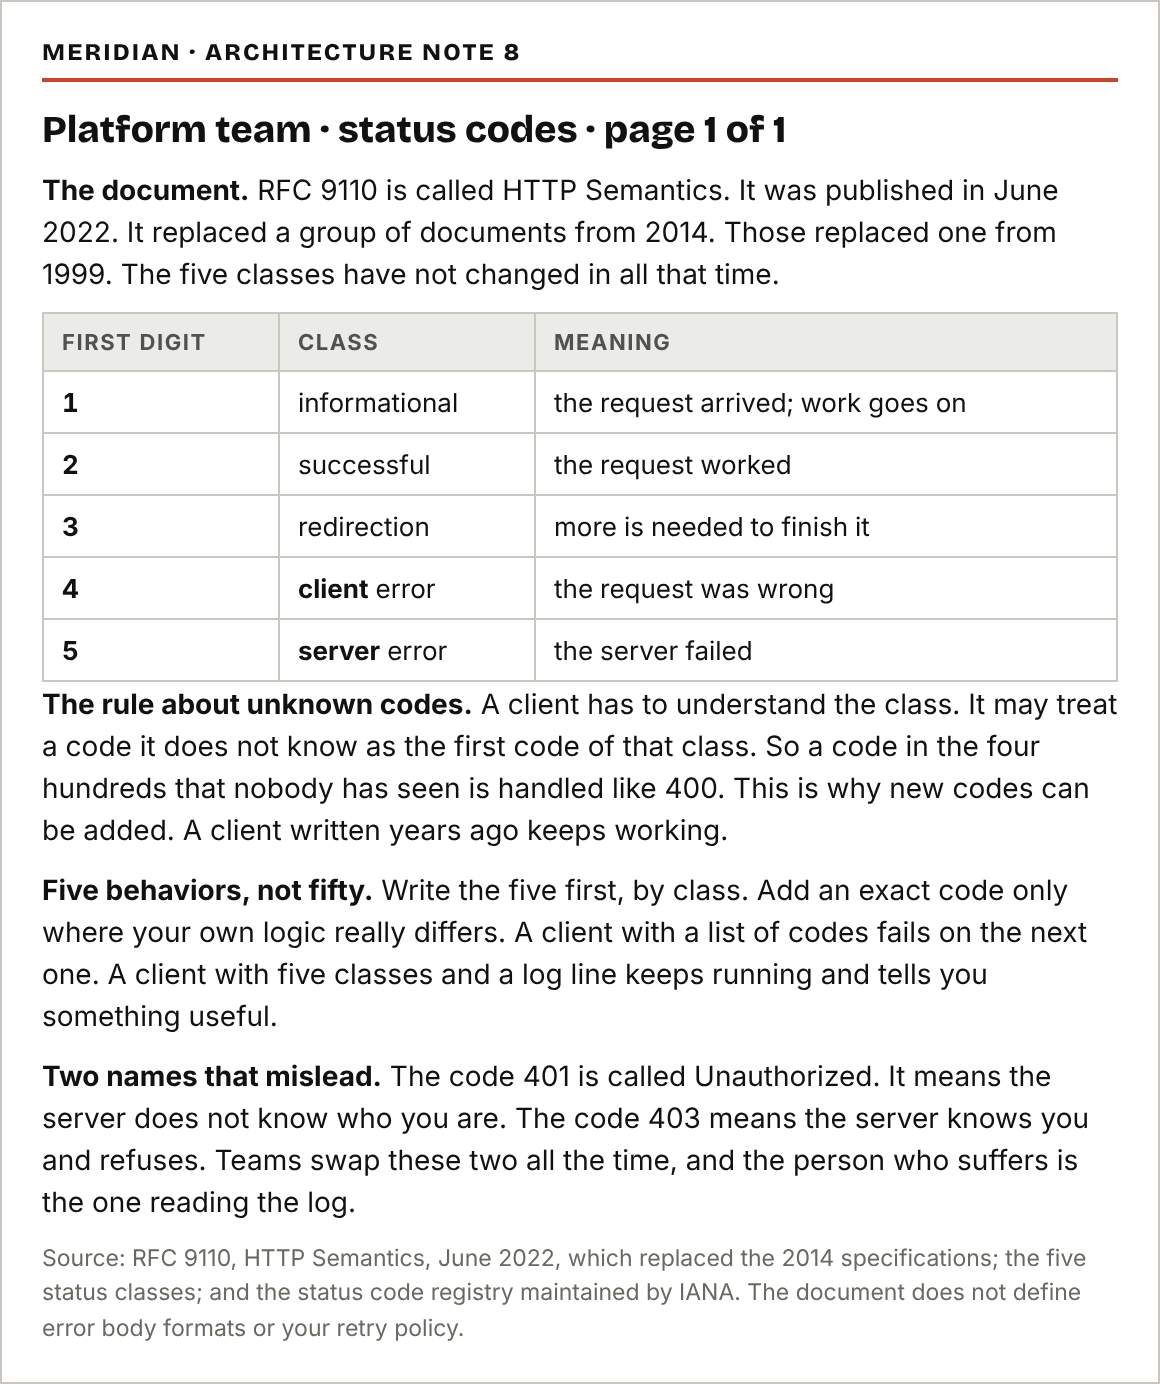 MERIDIAN · ARCHITECTURE NOTE 8
Platform team · status codes · page 1 of 1
The document. RFC 9110 is called HTTP Semantics. It was published in June
2022. It replaced a group of documents from 2014. Those replaced one from
1999. The five classes have not changed in all that time.
FIRST DIGIT CLASS MEANING
1 informational the request arrived; work goes on
2 successful the request worked
3 redirection more is needed to finish it
4 client error the request was wrong
5 server error the server failed
The rule about unknown codes. A client has to understand the class. It may treat
a code it does not know as the first code of that class. So a code in the four
hundreds that nobody has seen is handled like 400. This is why new codes can
be added. A client written years ago keeps working.
Five behaviors, not fifty. Write the five first, by class. Add an exact code only
where your own logic really differs. A client with a list of codes fails on the next
one. A client with five classes and a log line keeps running and tells you
something useful.
Two names that mislead. The code 401 is called Unauthorized. It means the
server does not know who you are. The code 403 means the server knows you
and refuses. Teams swap these two all the time, and the person who suffers is
the one reading the log.
Source: RFC 9110, HTTP Semantics, June 2022, which replaced the 2014 specifications; the five
status classes; and the status code registry maintained by IANA. The document does not define
error body formats or your retry policy.